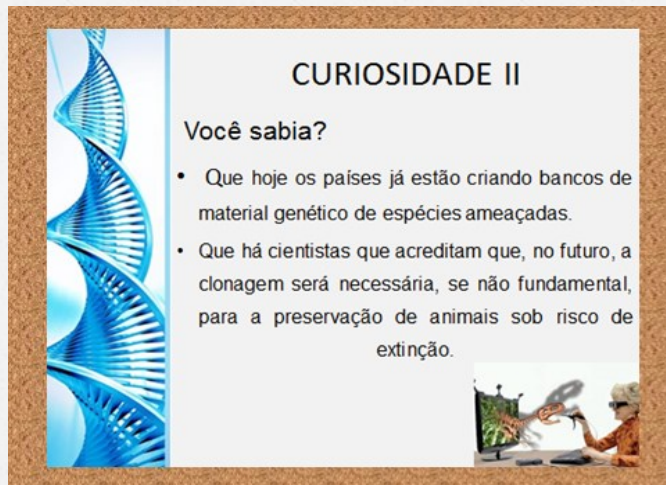 CURIOSIDADE II
Você sabia?
• Que hoje os países já estão criando bancos de
material genético de espécies ameaçadas.
• Que há cientistas que acreditam que, no futuro, a
clonagem será necessária, se não fundamental,
para a preservação de animais sob risco de
extinção.